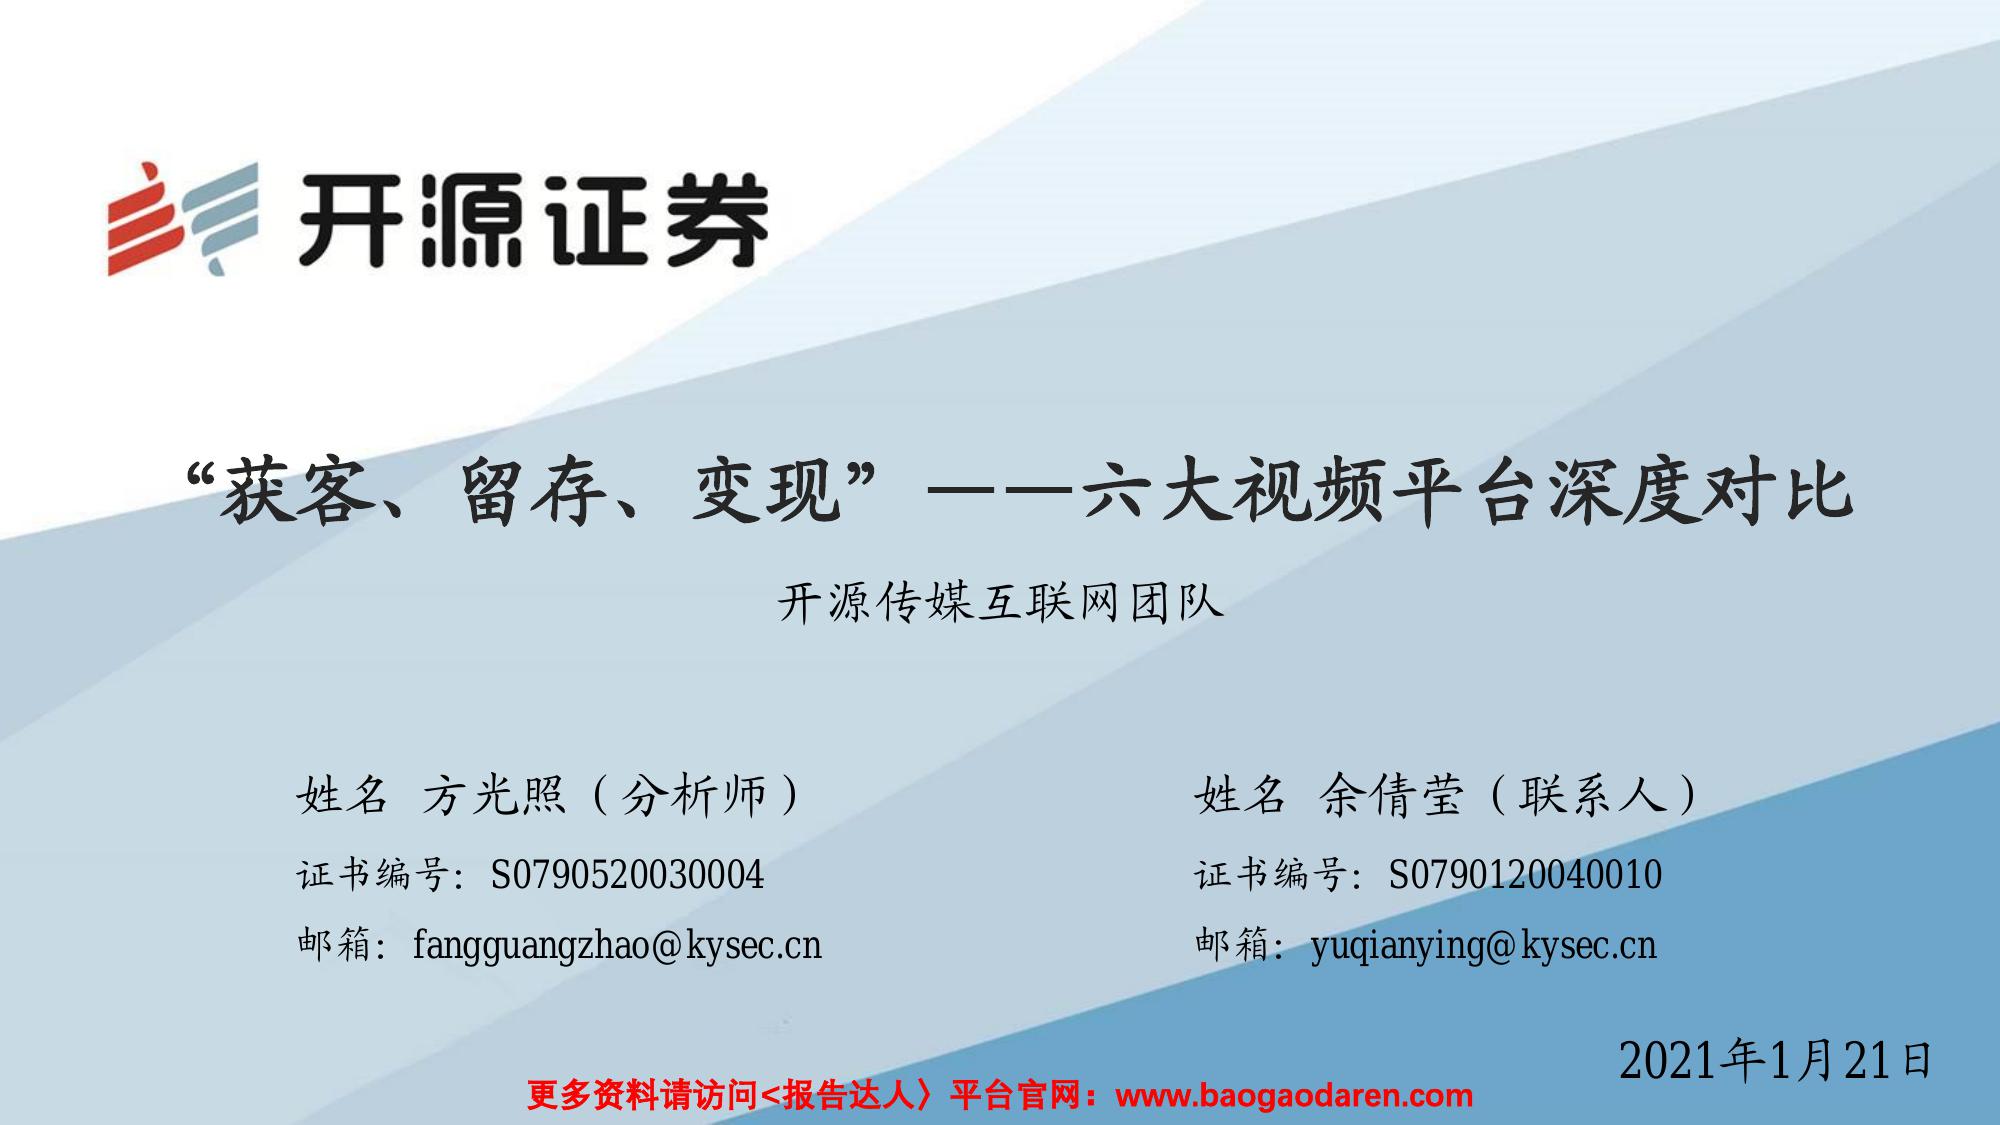 开源证券
“获客、留存、变现”——六大视频平台深度对比
开源传媒互联网团队
姓名 方光照（分析师）
证书编号：S0790520030004
邮箱：fangguangzhao@kysec.cn
姓名 余倩莹（联系人）
证书编号：S0790120040010
邮箱：yuqianying@kysec.cn
2021年1月21日
更多资料请访问<报告达人〉平台官网：www.baogaodaren.com